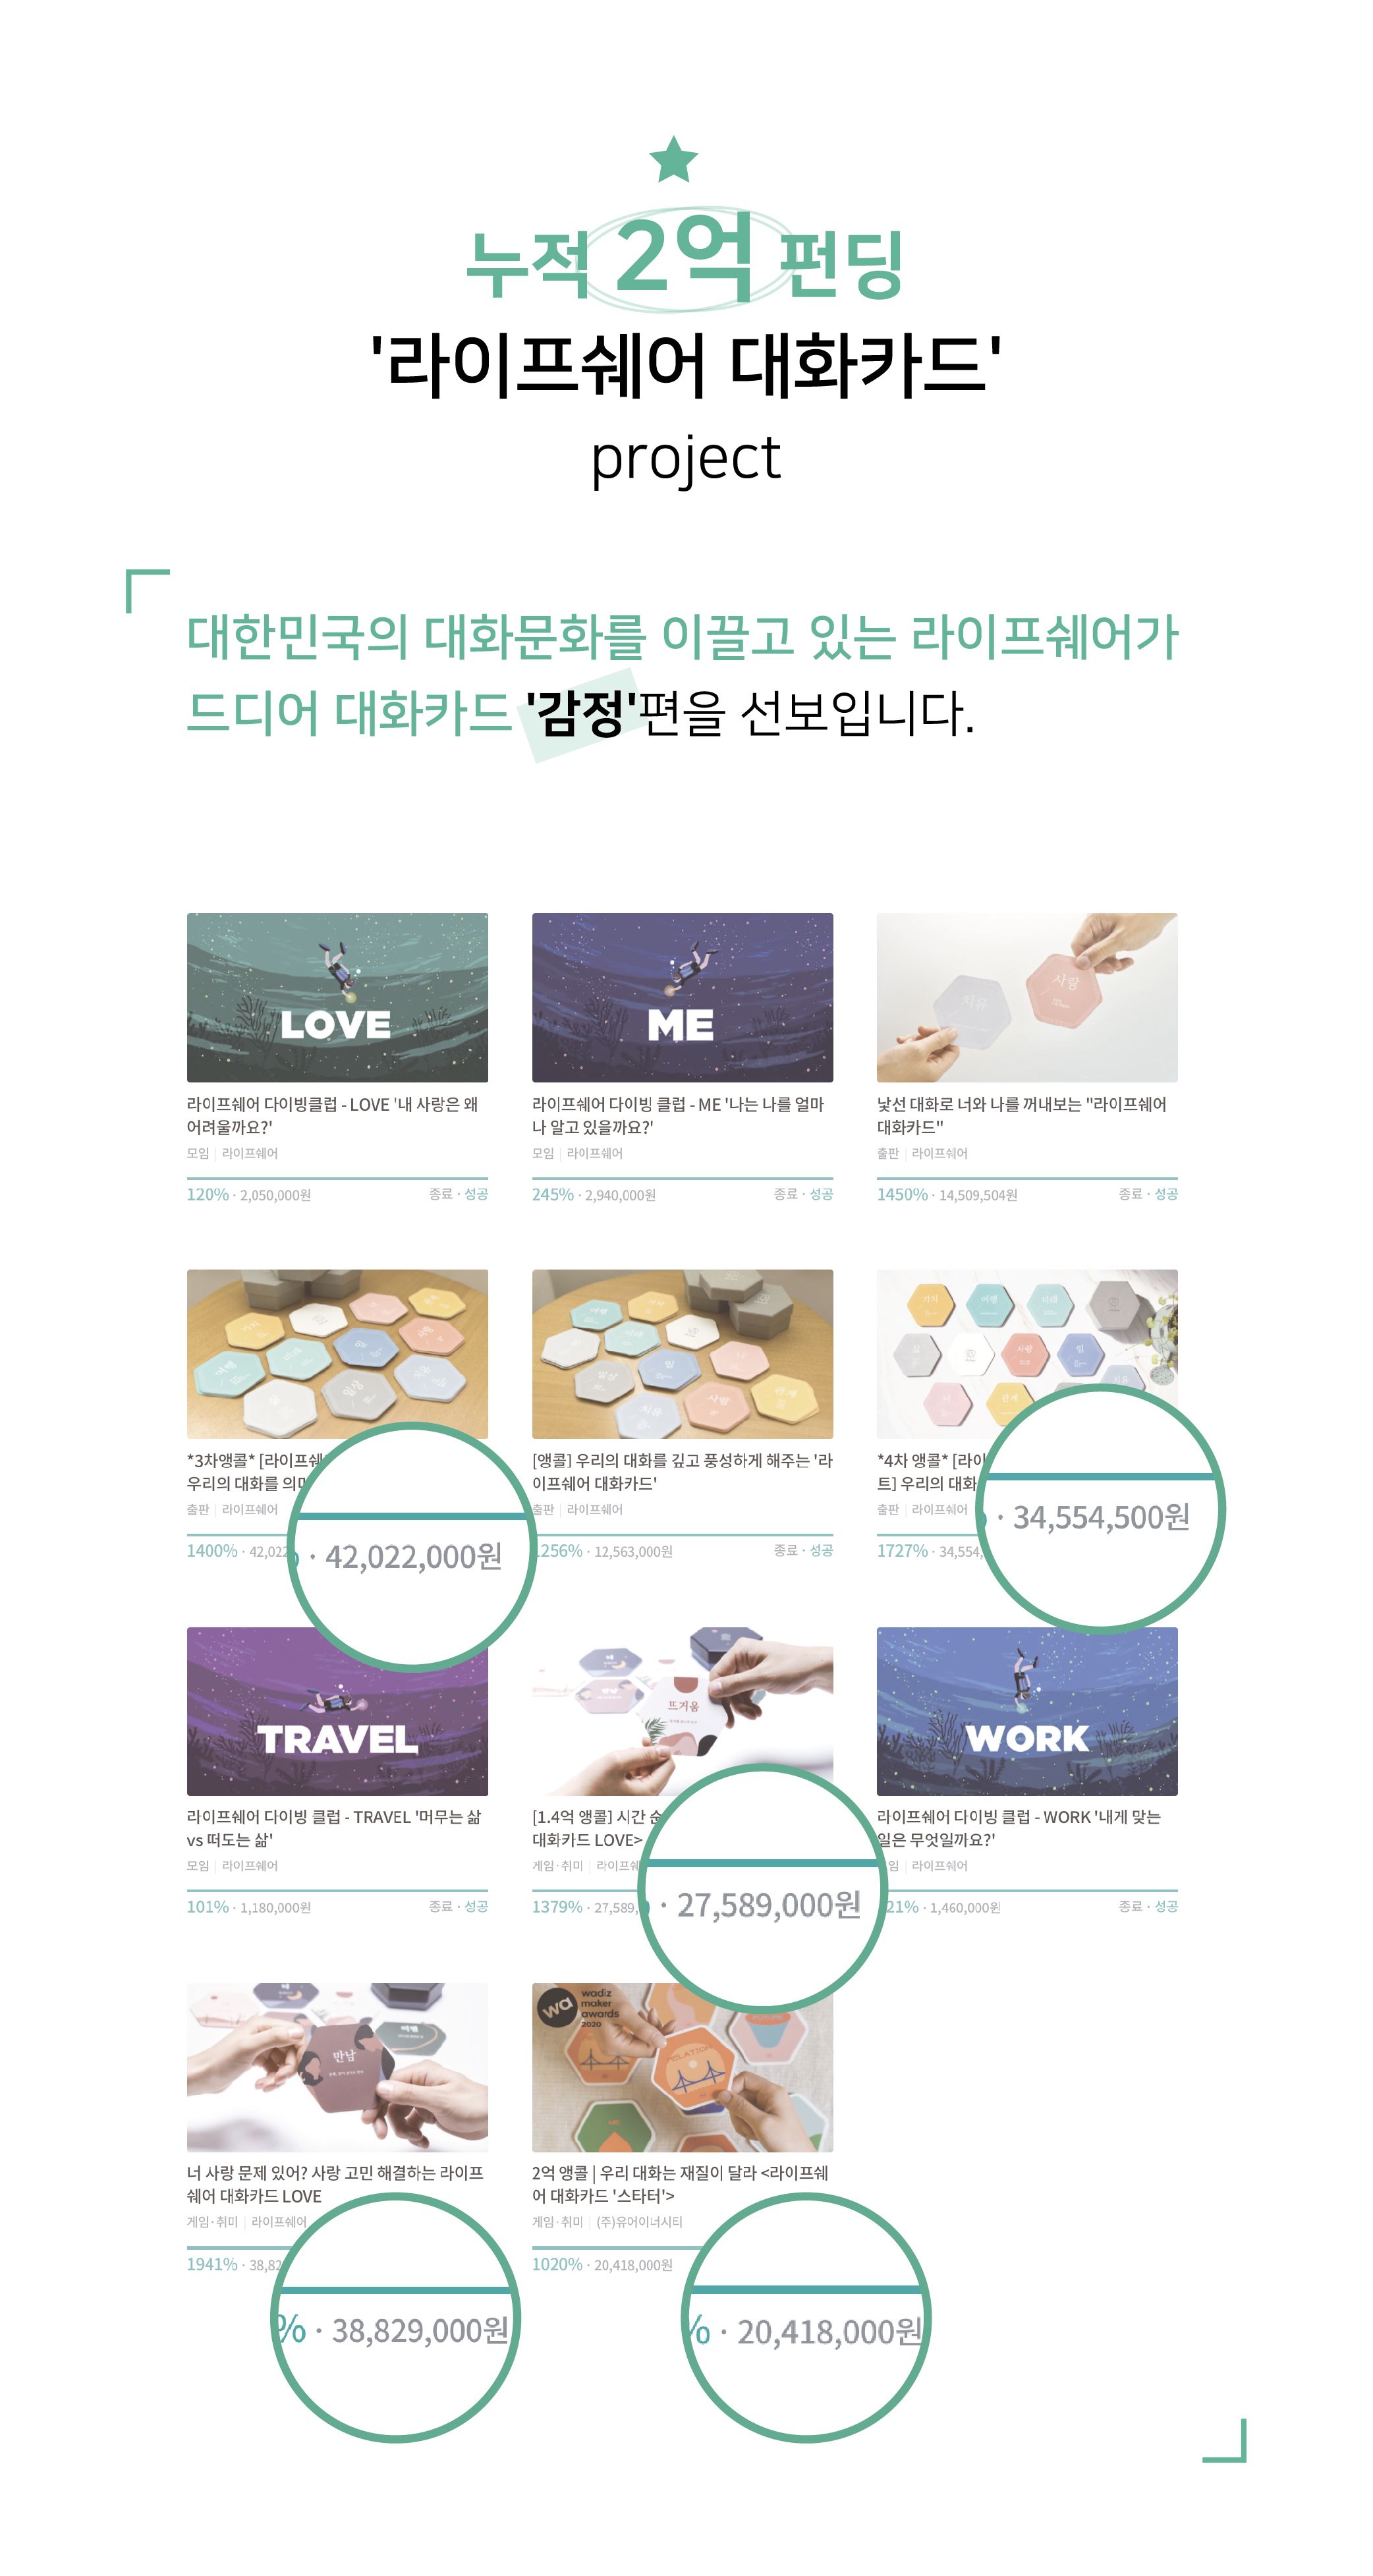 누적 2억 펀딩
'라이프쉐어 대화카드'
project
대한민국의 대화문화를 이끌고 있는 라이프쉐어가
드디어 대화카드 '감정'편을 선보입니다.
LOVE
라이프쉐어 다이빙클럽 - LOVE '내 사랑은 왜
어려울까요?'
모임 | 라이프쉐어
120% · 2,050,000원 종료 · 성공
ME
라이프쉐어 다이빙 클럽 - ME '나는 나를 얼마
나 알고 있을까요?'
모임 | 라이프쉐어
245% · 2,940,000원 종료 · 성공
치유
사랑
낯선 대화로 너와 나를 꺼내보는 "라이프쉐어
대화카드"
출판 | 라이프쉐어
1450% · 14,509,504원 종료 · 성공
*3차앵콜* [라이프쉐
우리의 대화를 의미
출판 | 라이프쉐어
1400% · 42,022
· 42,022,000원
[앵콜] 우리의 대화를 깊고 풍성하게 해주는 '라
이프쉐어 대화카드'
출판 | 라이프쉐어
1256% · 12,563,000원 종료 · 성공
가치 여행 미래
사랑 일
관계
*4차 앵콜* [라이
트] 우리의 대화
출판 | 라이프쉐어
1727% · 34,554,
· 34,554,500원
TRAVEL
라이프쉐어 다이빙 클럽 - TRAVEL '머무는 삶
vs 떠도는 삶'
모임 | 라이프쉐어
101% · 1,180,000원 종료 · 성공
뜨거움
[1.4억 앵콜] 시간 순
대화카드 LOVE>
게임·취미 | 라이프쉐
1379% · 27,589,
· 27,589,000원
WORK
라이프쉐어 다이빙 클럽 - WORK '내게 맞는
일은 무엇일까요?'
임 | 라이프쉐어
21% · 1,460,000원 종료 · 성공
만남
너 사랑 문제 있어? 사랑 고민 해결하는 라이프
쉐어 대화카드 LOVE
게임·취미 | 라이프쉐어
1941% · 38,82
% · 38,829,000원
wa wadiz
maker
awards
2020
RELATION
2억 앵콜 | 우리 대화는 재질이 달라 <라이프쉐
어 대화카드 '스타터'>
게임·취미 | (주)유어이너시티
1020% · 20,418,000원
% · 20,418,000원